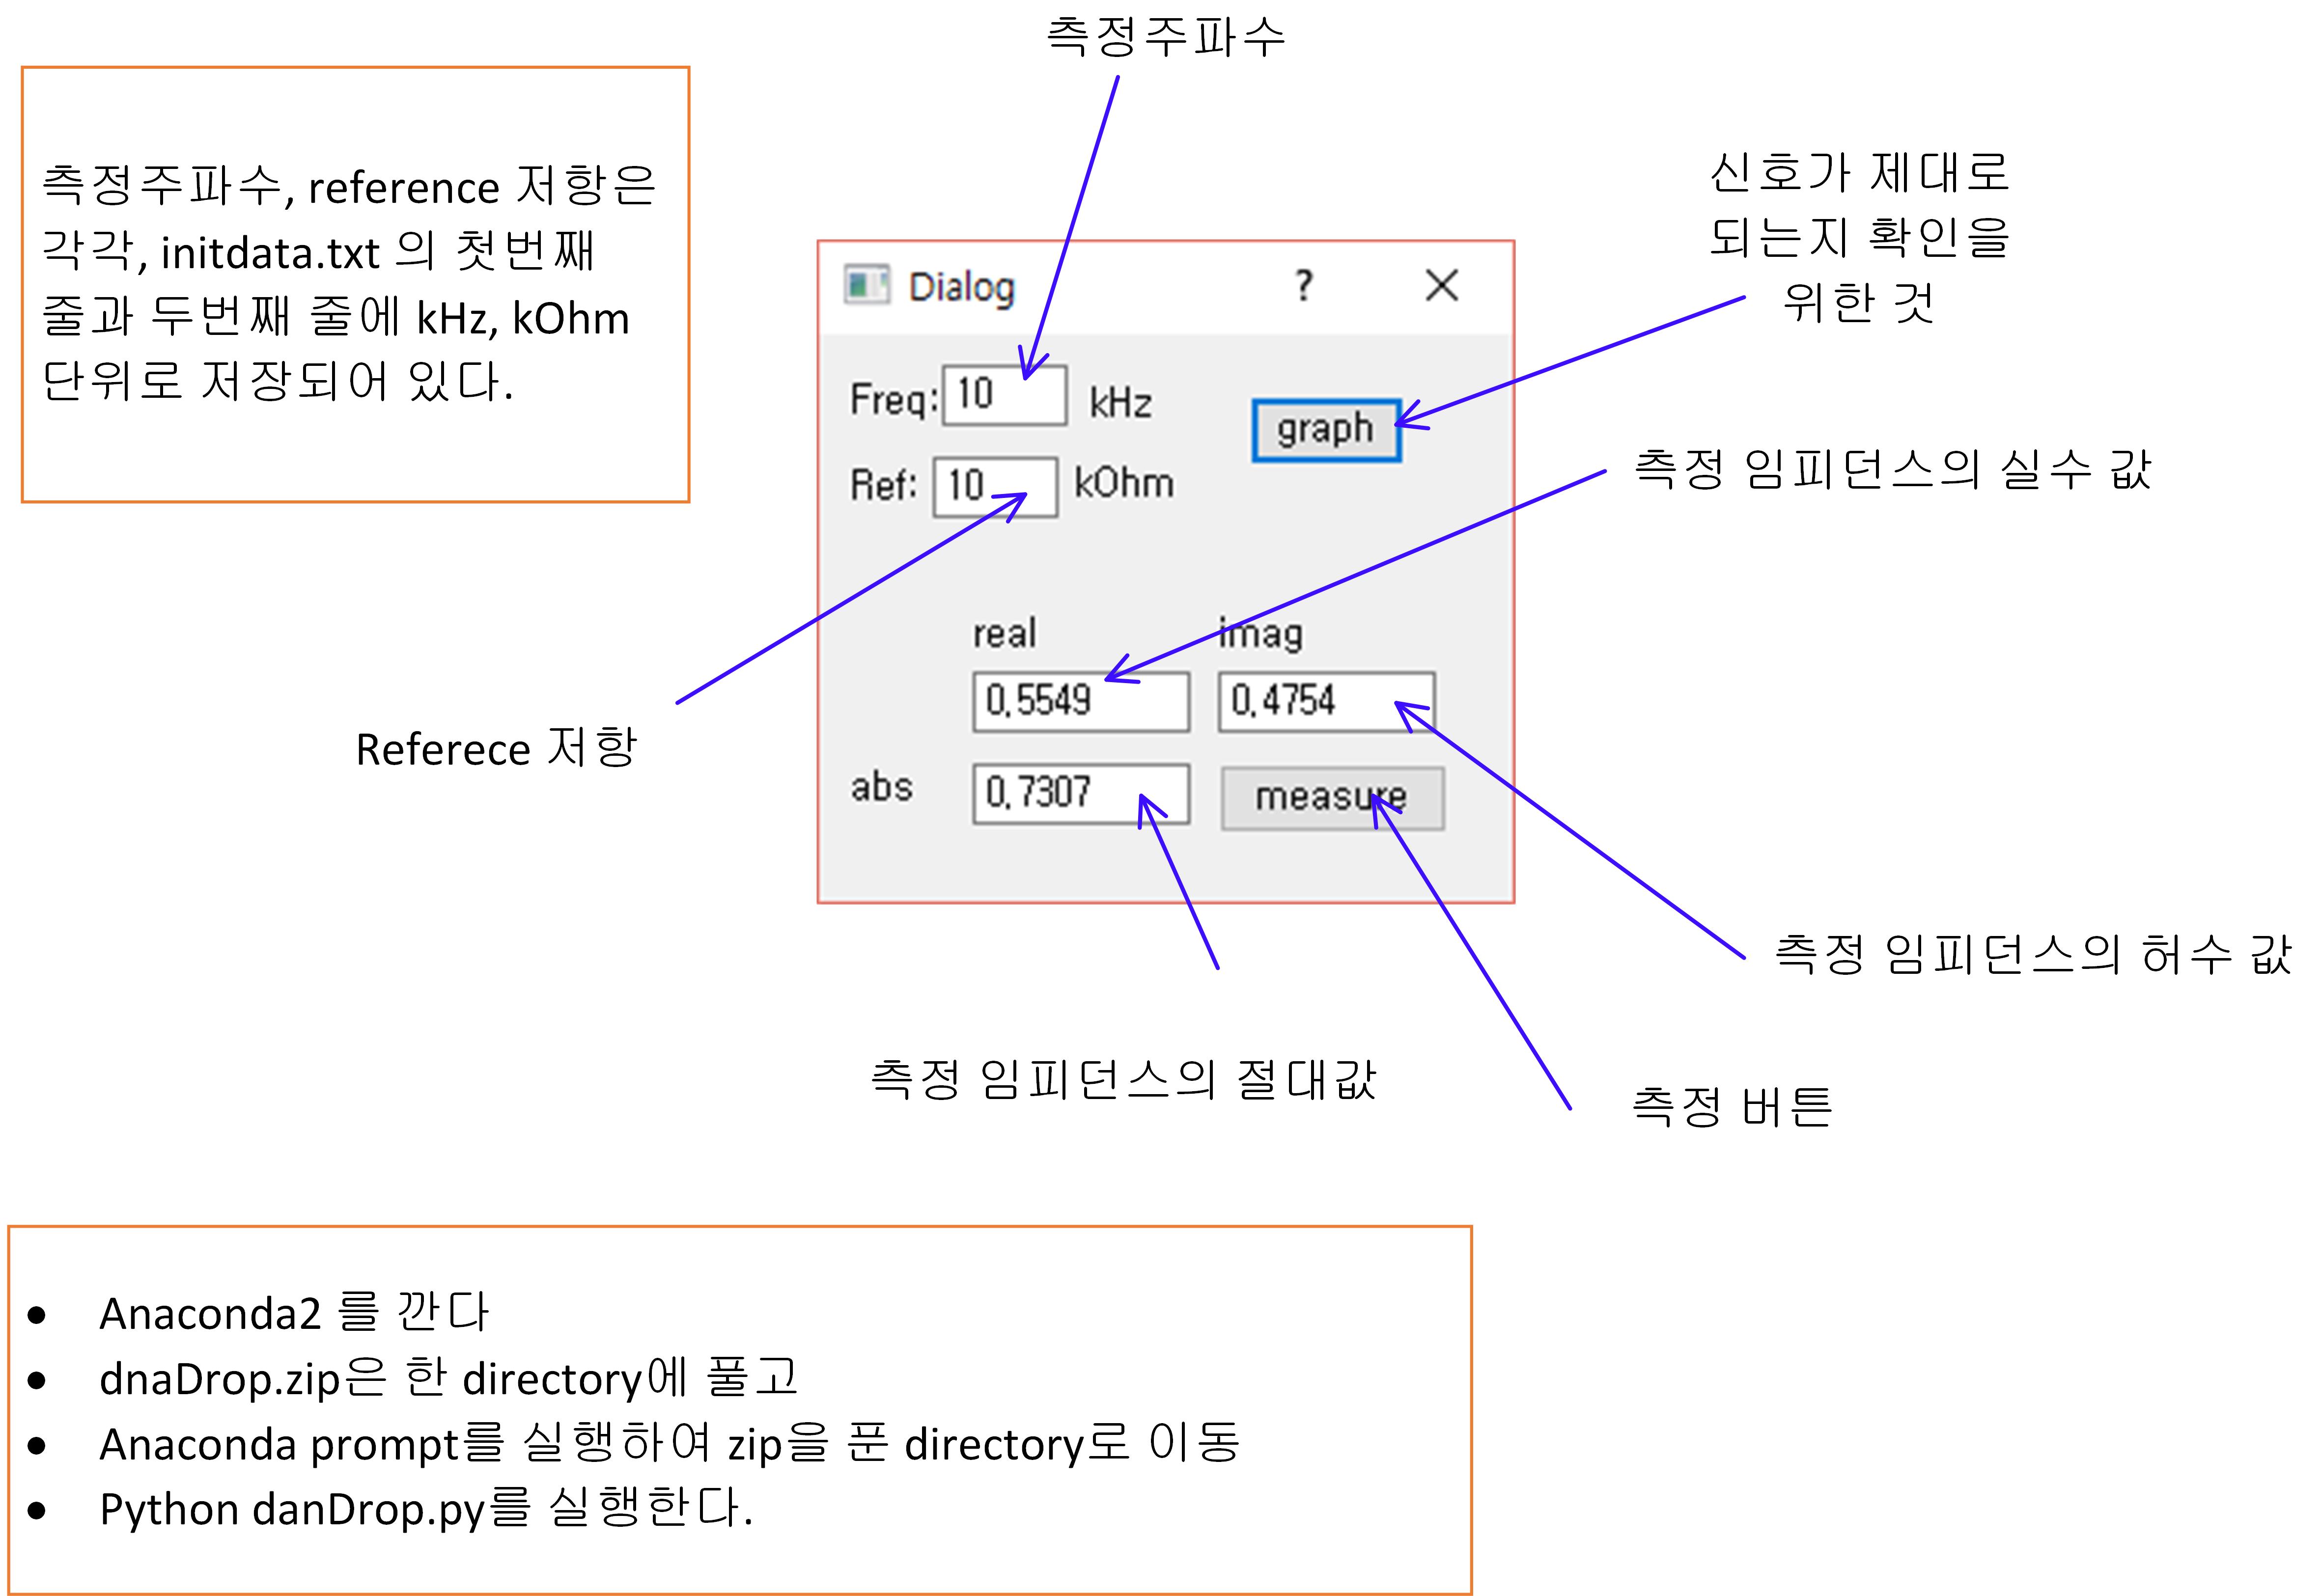 측정주파수
측정주파수, reference 저항은
각각, initdata.txt 의 첫번째
줄과 두번째 줄에 kHz, kOhm
단위로 저장되어 있다.
신호가 제대로
되는지 확인을
위한 것
Dialog ? ×
Freq: 10 kHz
graph
Ref: 10 kOhm
측정 임피던스의 실수 값
real imag
0,5549 0,4754
Referece 저항
abs 0,7307 measure
측정 임피던스의 허수 값
측정 임피던스의 절대값
측정 버튼
• Anaconda2 를 깐다
• dnaDrop.zip은 한 directory에 풀고
• Anaconda prompt를 실행하여 zip을 푼 directory로 이동
• Python danDrop.py를 실행한다.